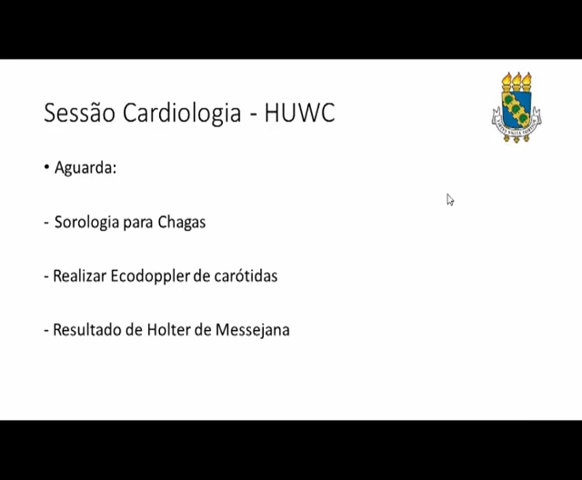 Sessão Cardiologia - HUWC
• Aguarda:
- Sorologia para Chagas
- Realizar Ecodoppler de carótidas
- Resultado de Holter de Messejana